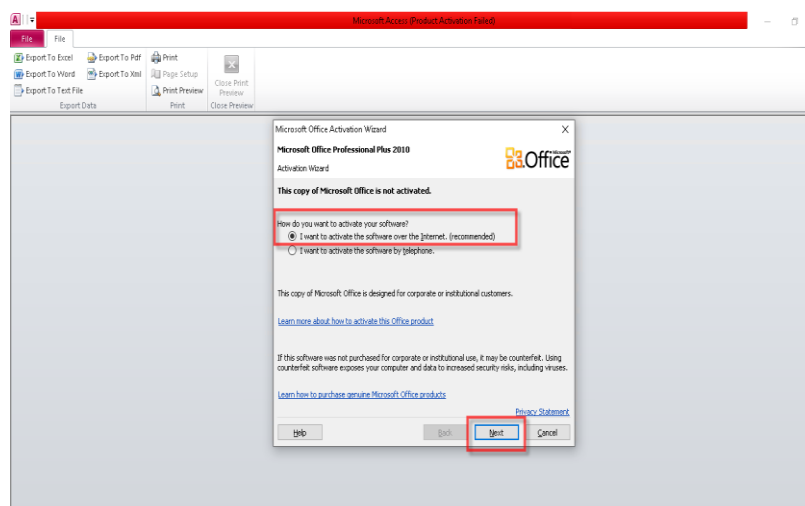 A
Microsoft Access (Product Activation Failed)
File File
Export To Excel Export To Pdf Print
Export To Word Export To Xml Page Setup
Export To Text File Print Preview
Close Print
Preview
Export Data Print Close Preview
Microsoft Office Activation Wizard X
Microsoft Office Professional Plus 2010
Microsoft
Office
Activation Wizard
This copy of Microsoft Office is not activated.
How do you want to activate your software?
I want to activate the software over the Internet. (recommended)
I want to activate the software by telephone.
This copy of Microsoft Office is designed for corporate or institutional customers.
Learn more about how to activate this Office product
If this software was not purchased for corporate or institutional use, it may be counterfeit. Using
counterfeit software exposes your computer and data to increased security risks, including viruses.
Learn how to purchase genuine Microsoft Office products
Privacy Statement
Help Back Next Cancel